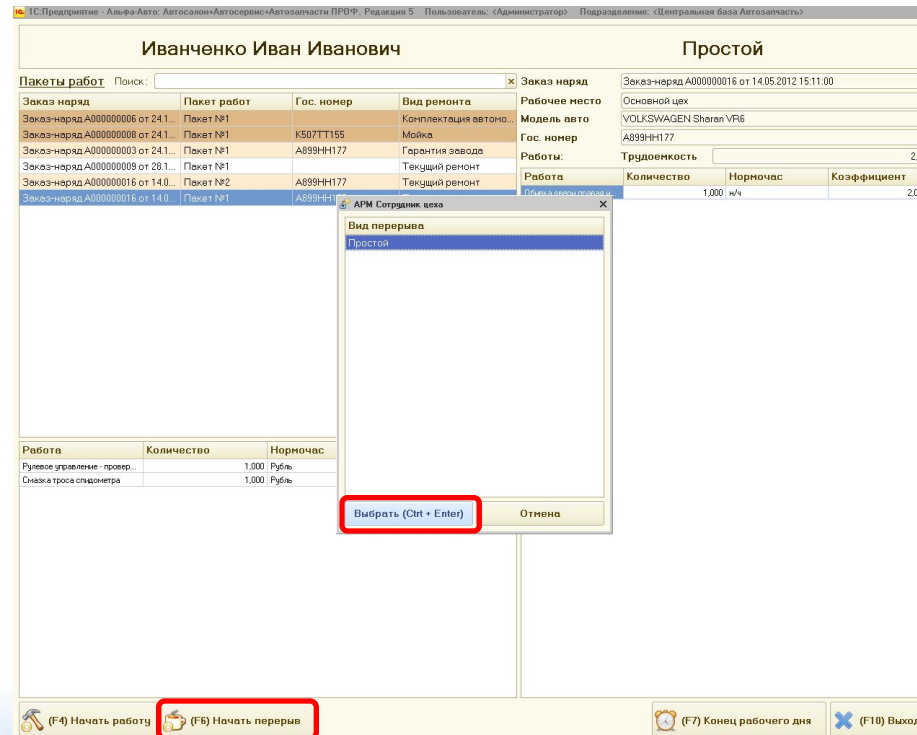 1С:Предприятие - Альфа-Авто: Автосалон+Автосервис+Автозапчасти ПРОФ. Редакция 5 Пользователь: <Администратор> Подразделение: <Центральная база Автозапчасть>
Иванченко Иван Иванович
Простой
Пакеты работ Поиск:
Заказ наряд Пакет работ Гос. номер Вид ремонта
Заказ-наряд А000000006 от 24.1... Пакет №1 Комплектация автомо...
Заказ-наряд А000000008 от 24.1... Пакет №1 К507ТТ155 Мойка
Заказ-наряд А000000003 от 24.1... Пакет №1 А899НН177 Гарантия завода
Заказ-наряд А000000009 от 28.1... Пакет №1 Текущий ремонт
Заказ-наряд А000000016 от 14.0... Пакет №2 А899НН177 Текущий ремонт
Заказ-наряд А000000016 от 14.0... Пакет №1 А899НН1
Заказ наряд Заказ-наряд А000000016 от 14.05.2012 15:11:00
Рабочее место Основной цех
Модель авто VOLKSWAGEN Sharan VR6
Гос. номер А899НН177
Работы: Трудоемкость 2,
Работа Количество Нормочас Коэффициент
Обивка двери правая и... 1,000 н/ч 2,0
АРМ Сотрудник цеха
Вид перерыва
Простой
Выбрать (Ctrl + Enter) Отмена
Работа Количество Нормочас
Рулевое управление - провер... 1,000 Рубль
Смазка троса спидометра 1,000 Рубль
(F4) Начать работу (F6) Начать перерыв (F7) Конец рабочего дня (F10) Выход